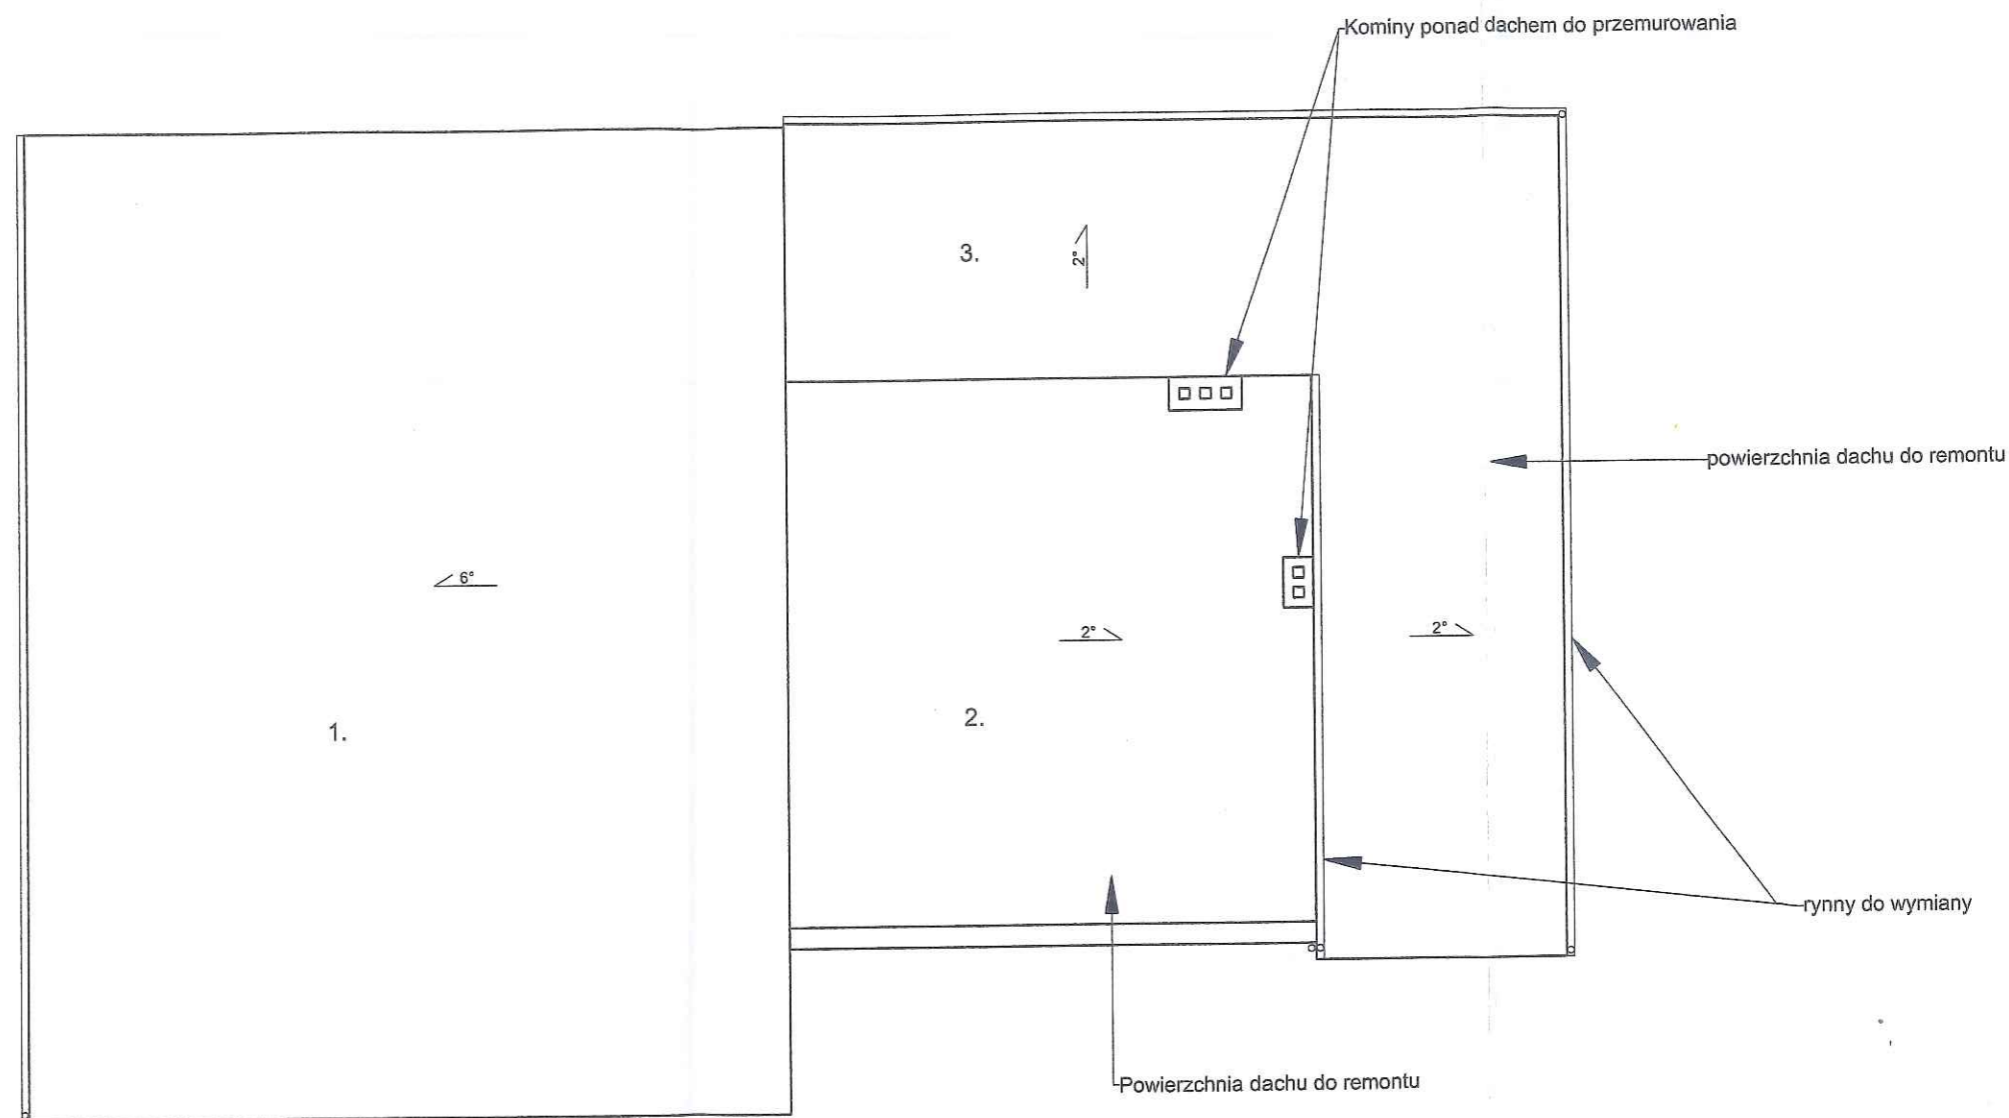 Kominy ponad dachem do przemurowania
3.
2°
powierzchnia dachu do remontu
6°
2°
2°
2.
1.
rynny do wymiany
Powierzchnia dachu do remontu